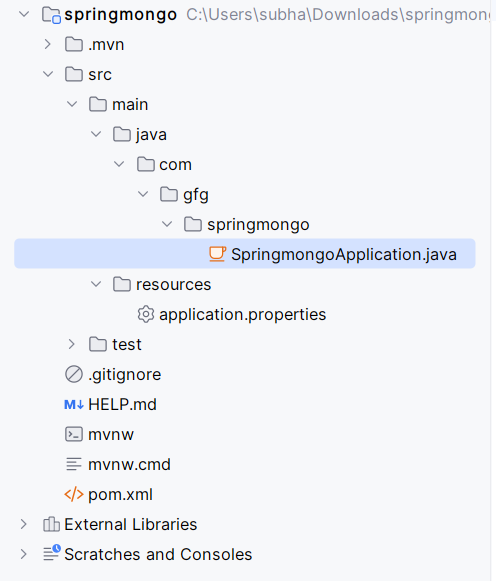 springmongo C:\Users\subha\Downloads\springmon
.mvn
src
main
java
com
gfg
springmongo
SpringmongoApplication.java
resources
application.properties
test
.gitignore
M↓ HELP.md
mvnw
mvnw.cmd
</> pom.xml
External Libraries
Scratches and Consoles